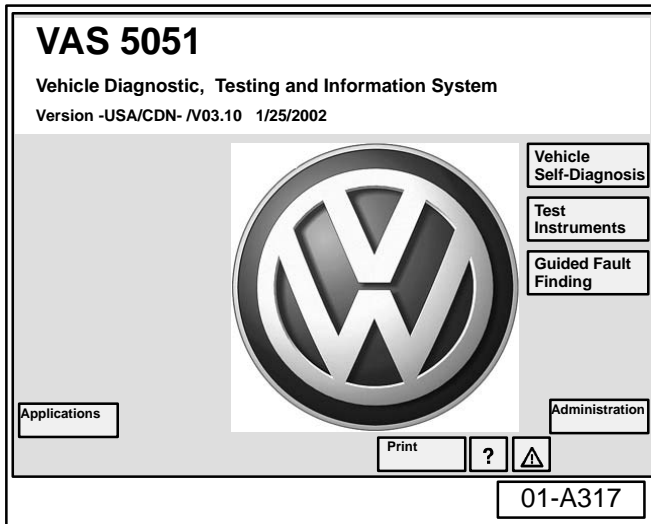 VAS 5051
Vehicle Diagnostic, Testing and Information System
Version -USA/CDN- /V03.10 1/25/2002
Vehicle
Self-Diagnosis
Test
Instruments
Guided Fault
Finding
Applications
Administration
Print
?
01-A317